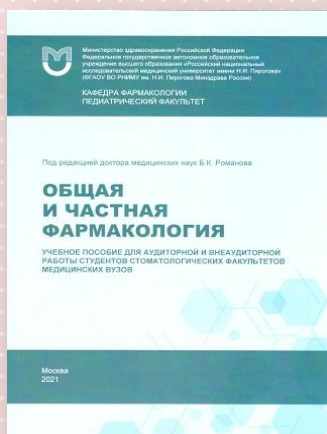 Министерство здравоохранения Российской Федерации
Федеральное государственное автономное образовательное
учреждение высшего образования «Российский национальный
исследовательский медицинский университет имени Н.И. Пирогова»
(ФГАОУ ВО РНИМУ им. Н.И. Пирогова Минздрава России)
КАФЕДРА ФАРМАКОЛОГИИ
ПЕДИАТРИЧЕСКИЙ ФАКУЛЬТЕТ
Под редакцией доктора медицинских наук Б.К. Романова
ОБЩАЯ
И ЧАСТНАЯ
ФАРМАКОЛОГИЯ
УЧЕБНОЕ ПОСОБИЕ ДЛЯ АУДИТОРНОЙ И ВНЕАУДИТОРНОЙ
РАБОТЫ СТУДЕНТОВ СТОМАТОЛОГИЧЕСКИХ ФАКУЛЬТЕТОВ
МЕДИЦИНСКИХ ВУЗОВ
Москва
2021